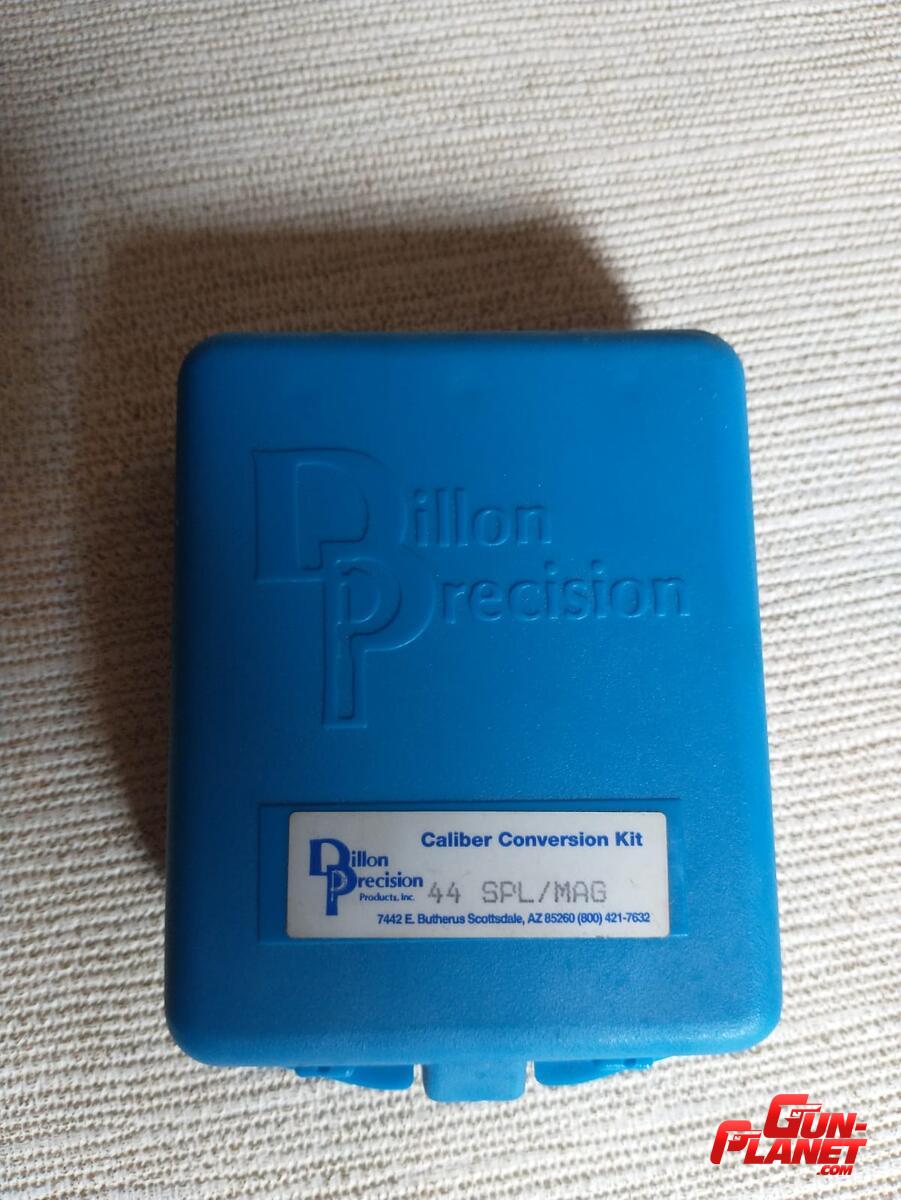 Dillon
Precision
Caliber Conversion Kit
Dillon
Precision
Products, Inc.
44 SPL/MAG
7442 E. Butherus Scottsdale, AZ 85260 (800) 421-7632
GUN-
PLANET
.COM